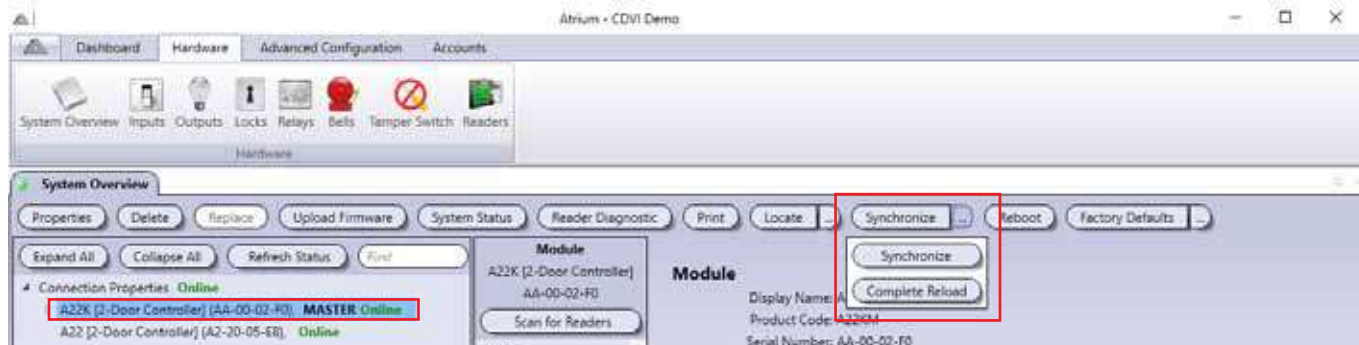 Atrium - CDVI Demo
Dashboard Hardware Advanced Configuration Accounts
System Overview Inputs Outputs Locks Relays Bells Tamper Switch Readers
Hardware
System Overview
Properties Delete Replace Upload Firmware System Status Reader Diagnostic Print Locate ... Synchronize ... Reboot Factory Defaults ...
Expand All Collapse All Refresh Status Find
Module
Synchronize
Connection Properties Online
A22K [2-Door Controller]
AA-00-02-F0
Module
Complete Reload
A22K [2-Door Controller] (AA-00-02-F0), MASTER Online
Display Name: A
Scan for Readers
Product Code: A22KM
A22 [2-Door Controller] (A2-20-05-E8), Online
Serial Number: AA-00-02-F0